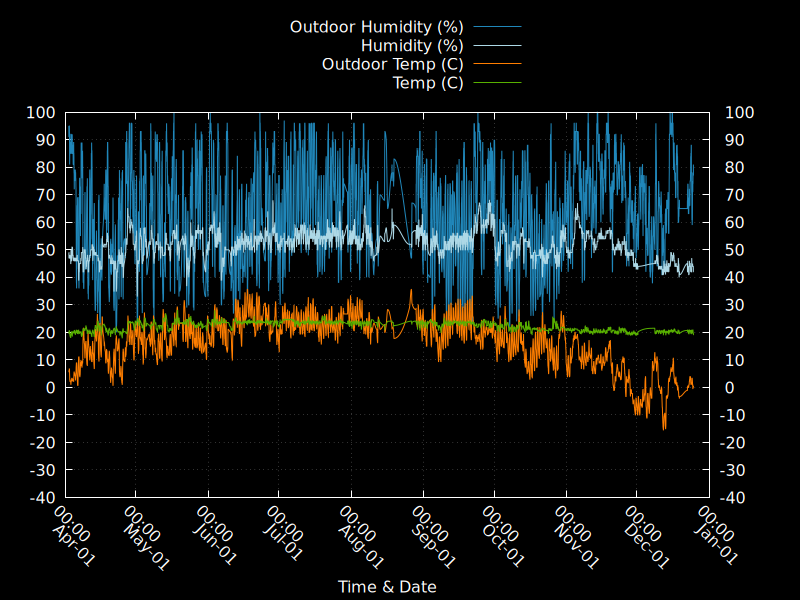 Outdoor Humidity (%)
Humidity (%)
Outdoor Temp (C)
Temp (C)
100 100
90 90
80 80
70 70
60 60
50 50
40 40
30 30
20 20
10 10
0 0
-10 -10
-20 -20
-30 -30
-40 -40
00:00 Apr-01
00:00 May-01
00:00 Jun-01
00:00 Jul-01
00:00 Aug-01
00:00 Sep-01
00:00 Oct-01
00:00 Nov-01
00:00 Dec-01
00:00 Jan-01
Time & Date